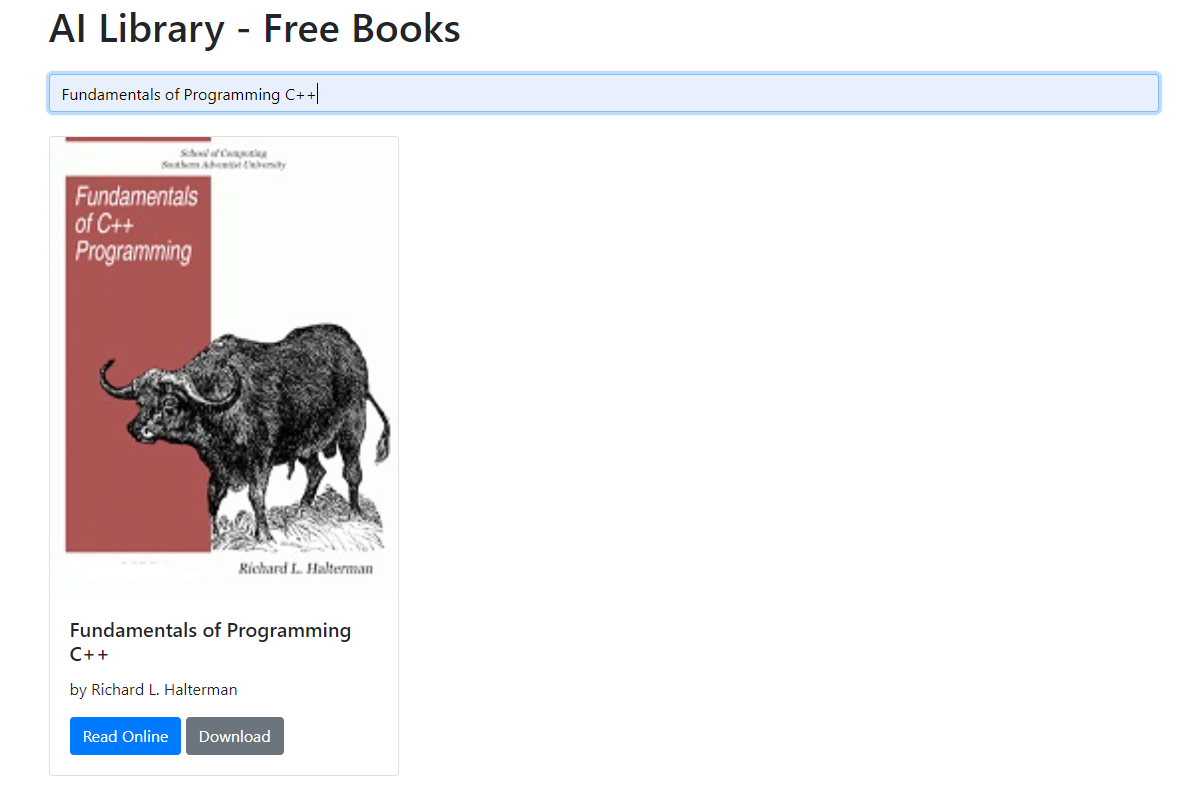 AI Library - Free Books
Fundamentals of Programming C++
School of Computing
Southern Adventist University
Fundamentals
of C++
Programming
Richard L. Halterman
Fundamentals of Programming
C++
by Richard L. Halterman
Read Online Download